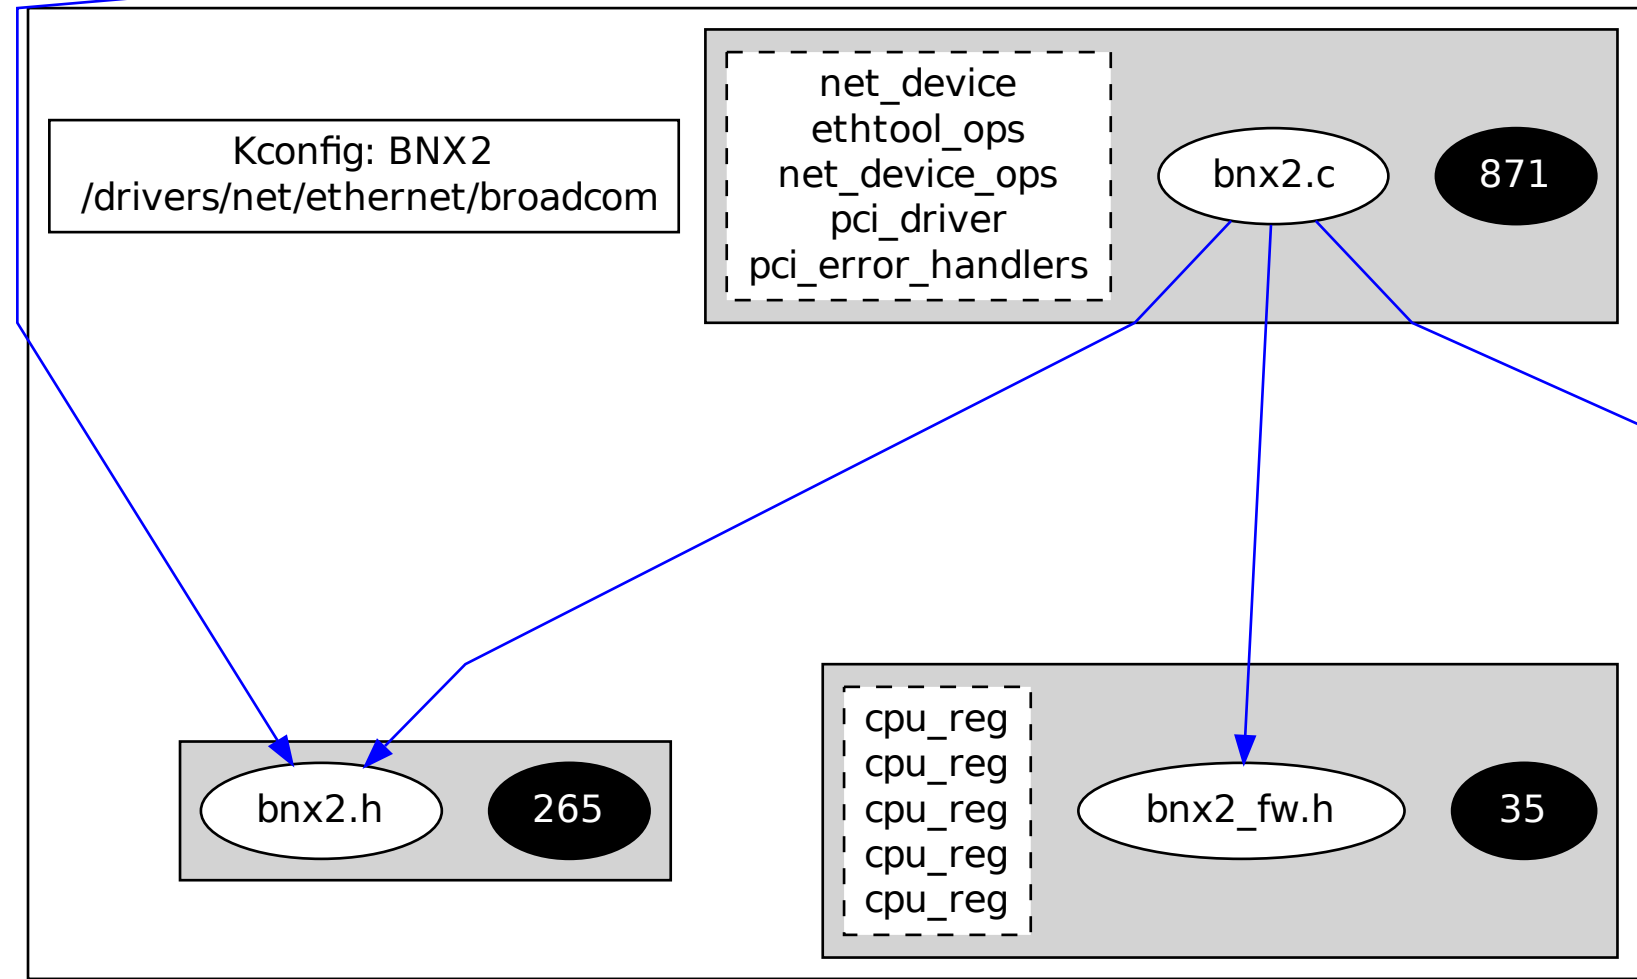 Kconfig: BNX2
/drivers/net/ethernet/broadcom
net_device
ethtool_ops
net_device_ops
pci_driver
pci_error_handlers
bnx2.c
871
bnx2.h
265
cpu_reg
cpu_reg
cpu_reg
cpu_reg
cpu_reg
bnx2_fw.h
35